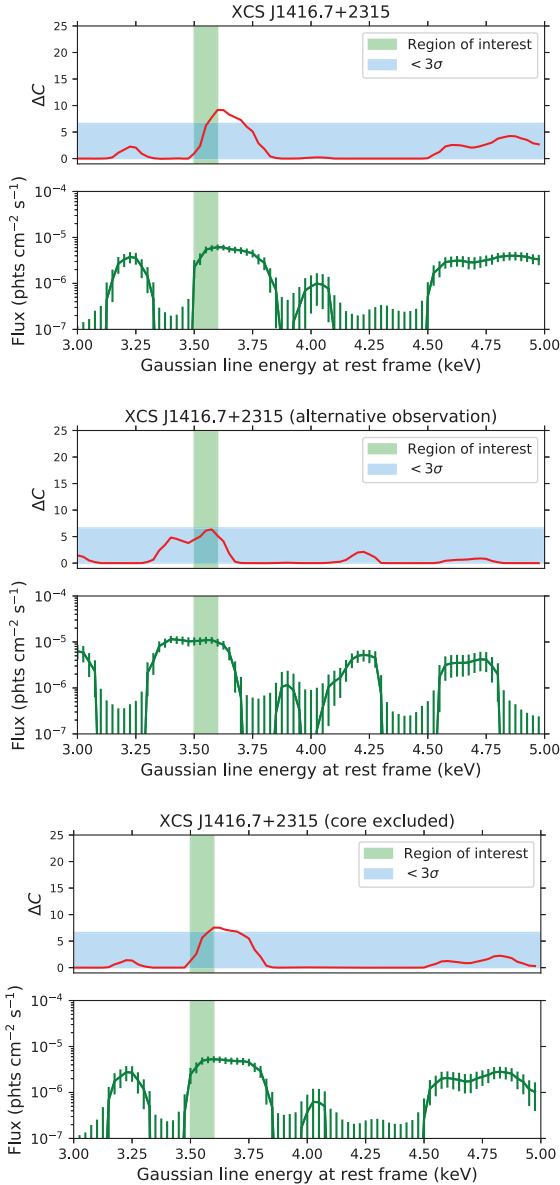 XCS J1416.7+2315
25
20
15
10
5
0
ΔC
Region of interest
< 3σ
10⁻⁴
10⁻⁵
10⁻⁶
10⁻⁷
Flux (phts cm⁻² s⁻¹)
3.00 3.25 3.50 3.75 4.00 4.25 4.50 4.75 5.00
Gaussian line energy at rest frame (keV)
XCS J1416.7+2315 (alternative observation)
25
20
15
10
5
0
ΔC
Region of interest
< 3σ
10⁻⁴
10⁻⁵
10⁻⁶
10⁻⁷
Flux (phts cm⁻² s⁻¹)
3.00 3.25 3.50 3.75 4.00 4.25 4.50 4.75 5.00
Gaussian line energy at rest frame (keV)
XCS J1416.7+2315 (core excluded)
25
20
15
10
5
0
ΔC
Region of interest
< 3σ
10⁻⁴
10⁻⁵
10⁻⁶
10⁻⁷
Flux (phts cm⁻² s⁻¹)
3.00 3.25 3.50 3.75 4.00 4.25 4.50 4.75 5.00
Gaussian line energy at rest frame (keV)